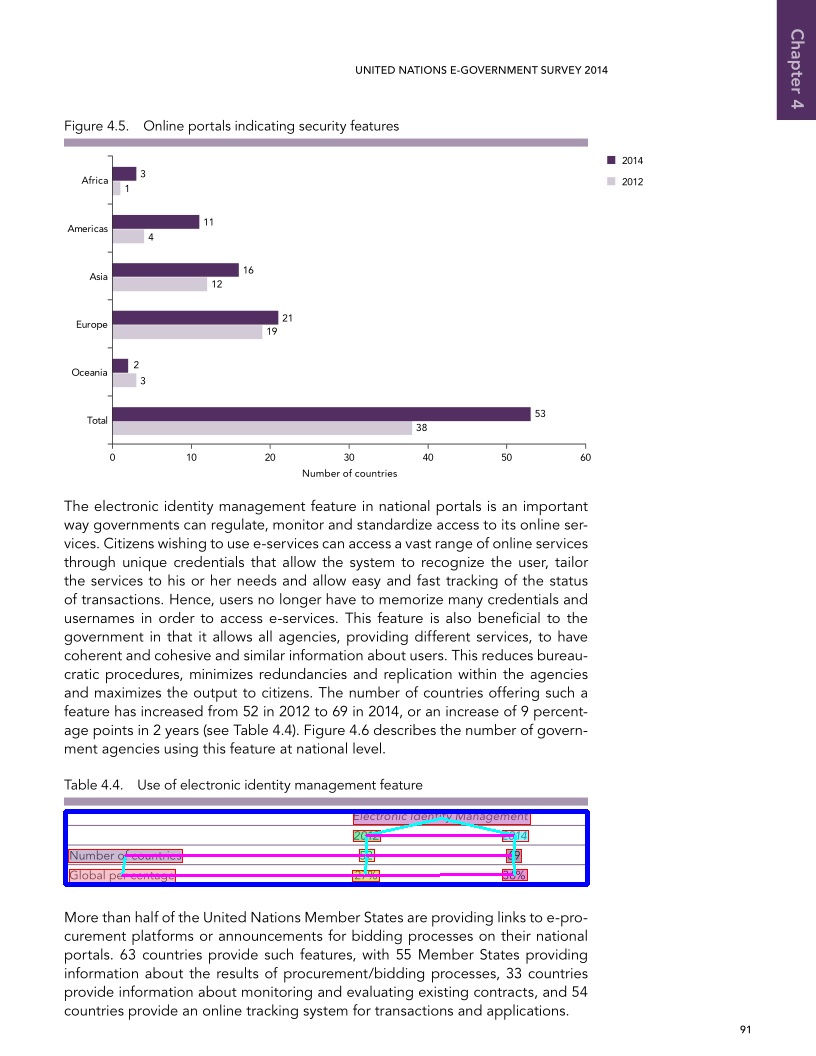 Chapter 4
UNITED NATIONS E-GOVERNMENT SURVEY 2014
Figure 4.5. Online portals indicating security features
2014
2012
Africa
3
1
Americas
11
4
Asia
16
12
Europe
21
19
Oceania
2
3
Total
53
38
0 10 20 30 40 50 60
Number of countries
The electronic identity management feature in national portals is an important
way governments can regulate, monitor and standardize access to its online ser-
vices. Citizens wishing to use e-services can access a vast range of online services
through unique credentials that allow the system to recognize the user, tailor
the services to his or her needs and allow easy and fast tracking of the status
of transactions. Hence, users no longer have to memorize many credentials and
usernames in order to access e-services. This feature is also beneficial to the
government in that it allows all agencies, providing different services, to have
coherent and cohesive and similar information about users. This reduces bureau-
cratic procedures, minimizes redundancies and replication within the agencies
and maximizes the output to citizens. The number of countries offering such a
feature has increased from 52 in 2012 to 69 in 2014, or an increase of 9 percent-
age points in 2 years (see Table 4.4). Figure 4.6 describes the number of govern-
ment agencies using this feature at national level.
Table 4.4. Use of electronic identity management feature
Electronic Identity Management
2012 2014
Number of countries 52 69
Global percentage 27% 36%
More than half of the United Nations Member States are providing links to e-pro-
curement platforms or announcements for bidding processes on their national
portals. 63 countries provide such features, with 55 Member States providing
information about the results of procurement/bidding processes, 33 countries
provide information about monitoring and evaluating existing contracts, and 54
countries provide an online tracking system for transactions and applications.
91